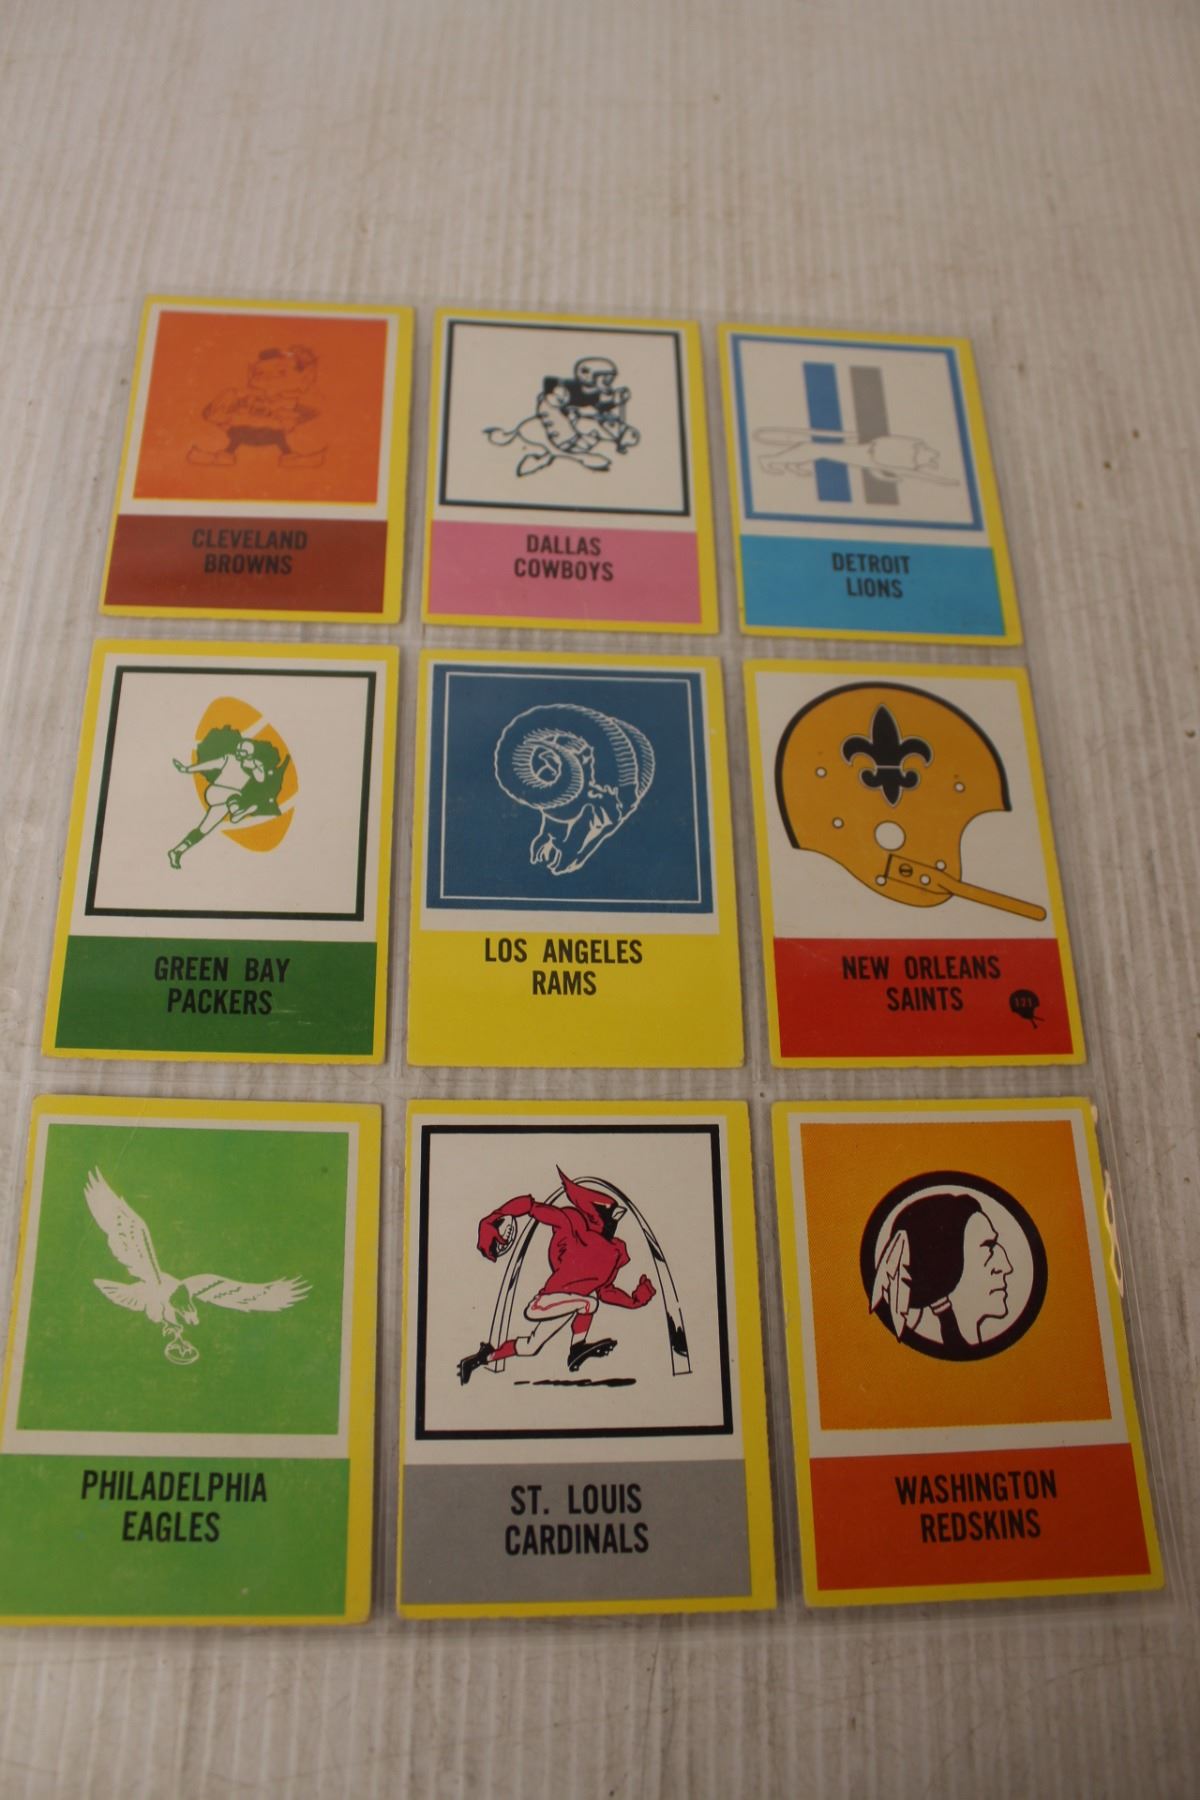 CLEVELAND
BROWNS
DALLAS
COWBOYS
DETROIT
LIONS
GREEN BAY
PACKERS
LOS ANGELES
RAMS
NEW ORLEANS
SAINTS
121
PHILADELPHIA
EAGLES
ST. LOUIS
CARDINALS
WASHINGTON
REDSKINS